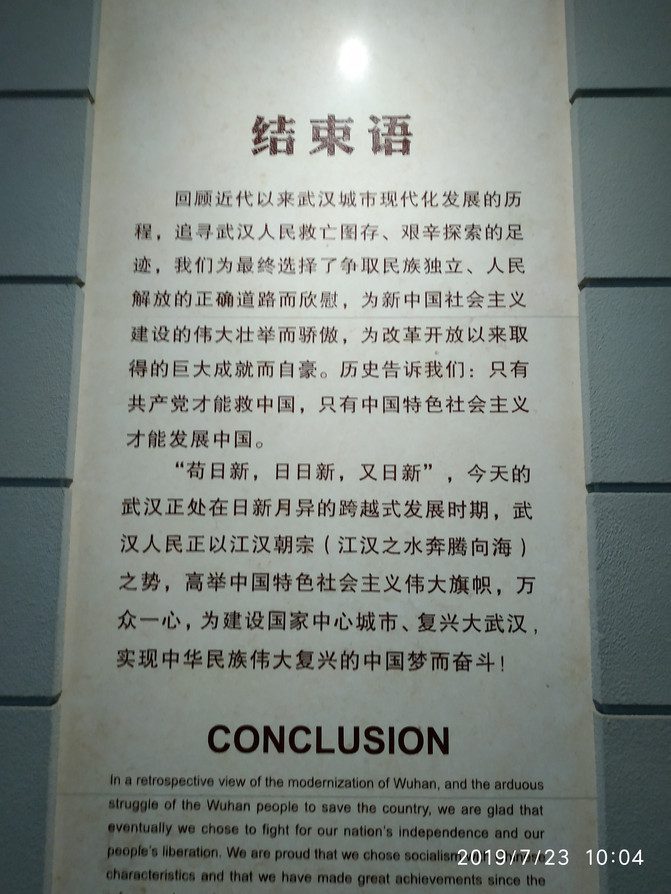 结束语
回顾近代以来武汉城市现代化发展的历
程，追寻武汉人民救亡图存、艰辛探索的足
迹，我们为最终选择了争取民族独立、人民
解放的正确道路而欣慰，为新中国社会主义
建设的伟大壮举而骄傲，为改革开放以来取
得的巨大成就而自豪。历史告诉我们：只有
共产党才能救中国，只有中国特色社会主义
才能发展中国。
“苟日新，日日新，又日新”，今天的
武汉正处在日新月异的跨越式发展时期，武
汉人民正以江汉朝宗（江汉之水奔腾向海）
之势，高举中国特色社会主义伟大旗帜，万
众一心，为建设国家中心城市、复兴大武汉，
实现中华民族伟大复兴的中国梦而奋斗！
CONCLUSION
In a retrospective view of the modernization of Wuhan, and the arduous
struggle of the Wuhan people to save the country, we are glad that
eventually we chose to fight for our nation's independence and our
people's liberation. We are proud that we chose socialism
2019/7/23 10:04
characteristics and that we have made great achievements since the